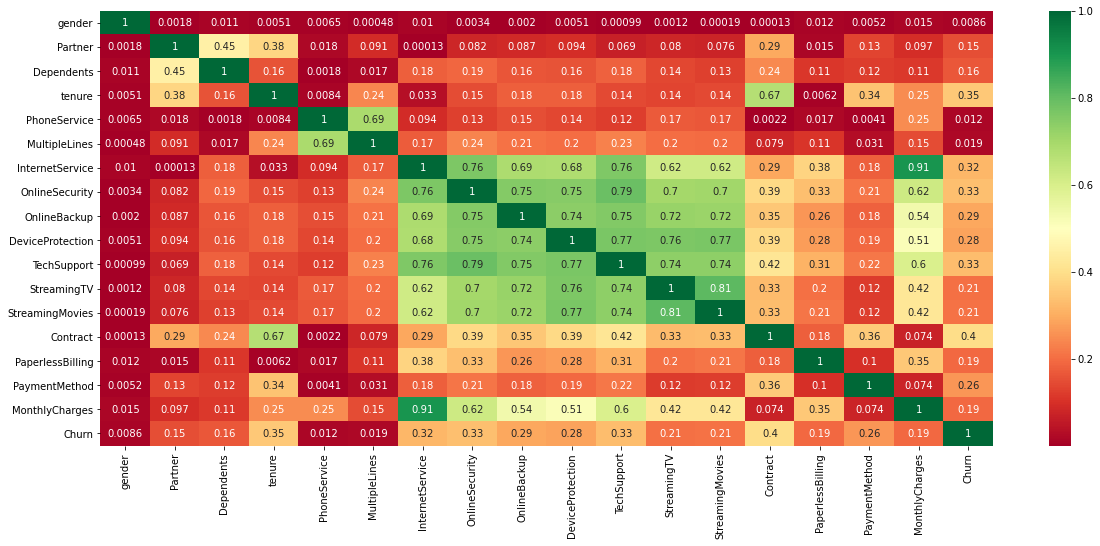 gender 1 0.0018 0.011 0.0051 0.0065 0.00048 0.01 0.0034 0.002 0.0051 0.00099 0.0012 0.00019 0.00013 0.012 0.0052 0.015 0.0086
1.0
Partner 0.0018 1 0.45 0.38 0.018 0.091 0.00013 0.082 0.087 0.094 0.069 0.08 0.076 0.29 0.015 0.13 0.097 0.15
Dependents 0.011 0.45 1 0.16 0.0018 0.017 0.18 0.19 0.16 0.16 0.18 0.14 0.13 0.24 0.11 0.12 0.11 0.16
0.8
tenure 0.0051 0.38 0.16 1 0.0084 0.24 0.033 0.15 0.18 0.18 0.14 0.14 0.14 0.67 0.0062 0.34 0.25 0.35
PhoneService 0.0065 0.018 0.0018 0.0084 1 0.69 0.094 0.13 0.15 0.14 0.12 0.17 0.17 0.0022 0.017 0.0041 0.25 0.012
MultipleLines 0.00048 0.091 0.017 0.24 0.69 1 0.17 0.24 0.21 0.2 0.23 0.2 0.2 0.079 0.11 0.031 0.15 0.019
InternetService 0.01 0.00013 0.18 0.033 0.094 0.17 1 0.76 0.69 0.68 0.76 0.62 0.62 0.29 0.38 0.18 0.91 0.32
0.6
OnlineSecurity 0.0034 0.082 0.19 0.15 0.13 0.24 0.76 1 0.75 0.75 0.79 0.7 0.7 0.39 0.33 0.21 0.62 0.33
OnlineBackup 0.002 0.087 0.16 0.18 0.15 0.21 0.69 0.75 1 0.74 0.75 0.72 0.72 0.35 0.26 0.18 0.54 0.29
DeviceProtection 0.0051 0.094 0.16 0.18 0.14 0.2 0.68 0.75 0.74 1 0.77 0.76 0.77 0.39 0.28 0.19 0.51 0.28
TechSupport 0.00099 0.069 0.18 0.14 0.12 0.23 0.76 0.79 0.75 0.77 1 0.74 0.74 0.42 0.31 0.22 0.6 0.33
0.4
StreamingTV 0.0012 0.08 0.14 0.14 0.17 0.2 0.62 0.7 0.72 0.76 0.74 1 0.81 0.33 0.2 0.12 0.42 0.21
StreamingMovies 0.00019 0.076 0.13 0.14 0.17 0.2 0.62 0.7 0.72 0.77 0.74 0.81 1 0.33 0.21 0.12 0.42 0.21
Contract 0.00013 0.29 0.24 0.67 0.0022 0.079 0.29 0.39 0.35 0.39 0.42 0.33 0.33 1 0.18 0.36 0.074 0.4
PaperlessBilling 0.012 0.015 0.11 0.0062 0.017 0.11 0.38 0.33 0.26 0.28 0.31 0.2 0.21 0.18 1 0.1 0.35 0.19
0.2
PaymentMethod 0.0052 0.13 0.12 0.34 0.0041 0.031 0.18 0.21 0.18 0.19 0.22 0.12 0.12 0.36 0.1 1 0.074 0.26
MonthlyCharges 0.015 0.097 0.11 0.25 0.25 0.15 0.91 0.62 0.54 0.51 0.6 0.42 0.42 0.074 0.35 0.074 1 0.19
Churn 0.0086 0.15 0.16 0.35 0.012 0.019 0.32 0.33 0.29 0.28 0.33 0.21 0.21 0.4 0.19 0.26 0.19 1
gender
Partner
Dependents
tenure
PhoneService
MultipleLines
InternetService
OnlineSecurity
OnlineBackup
DeviceProtection
TechSupport
StreamingTV
StreamingMovies
Contract
PaperlessBilling
PaymentMethod
MonthlyCharges
Churn